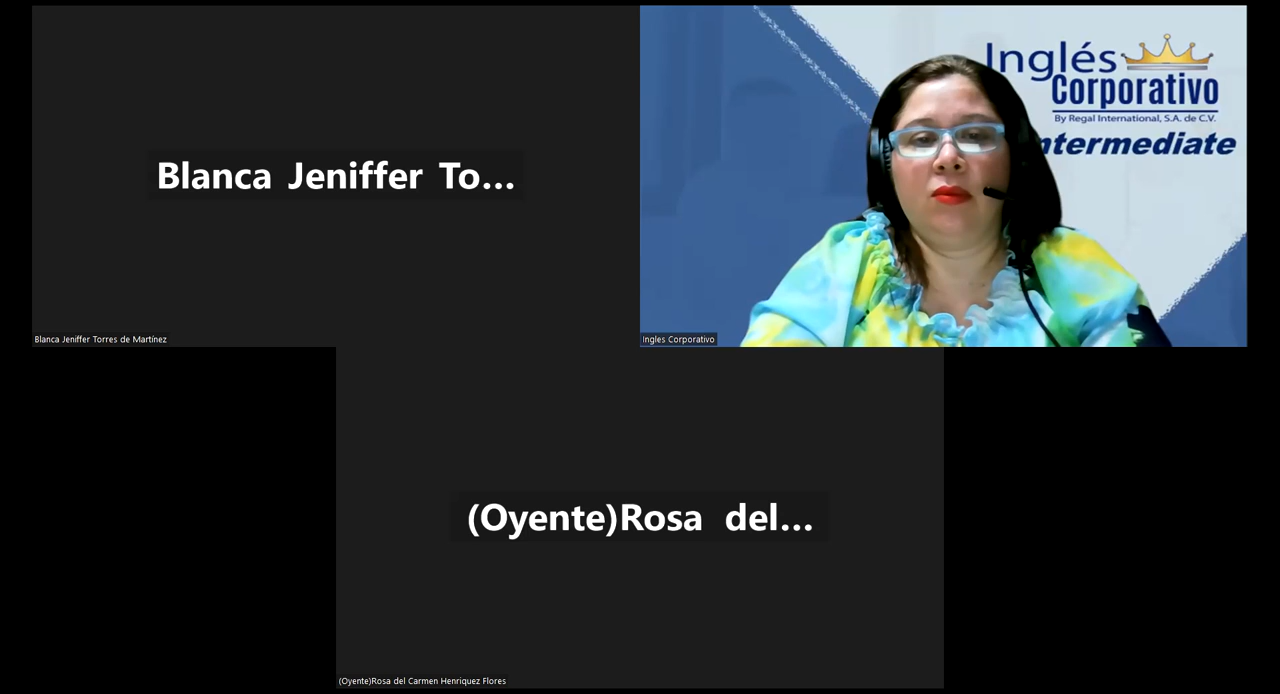 Blanca Jeniffer To...
Blanca Jeniffer Torres de Martínez
Inglés
Corporativo
By Regal International, S.A. de C.V.
Intermediate
Ingles Corporativo
(Oyente)Rosa del...
(Oyente)Rosa del Carmen Henriquez Flores